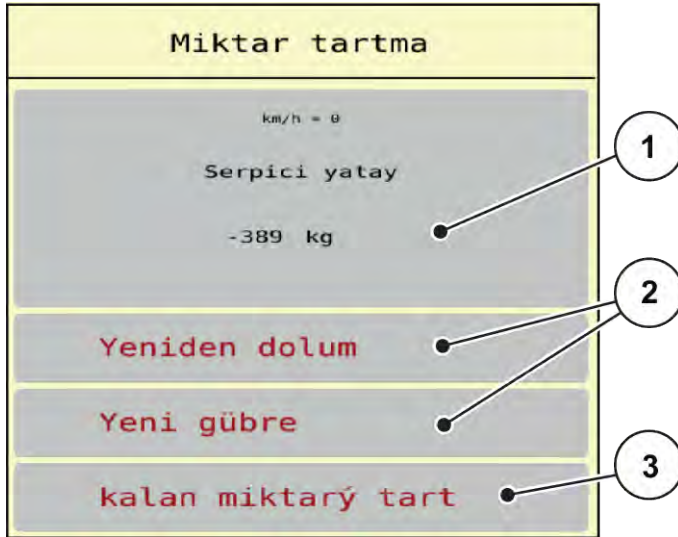 Miktar tartma
km/h = 0
Serpici yatay
1
-389 kg
2
Yeniden dolum
Yeni gübre
3
kalan miktarý tart